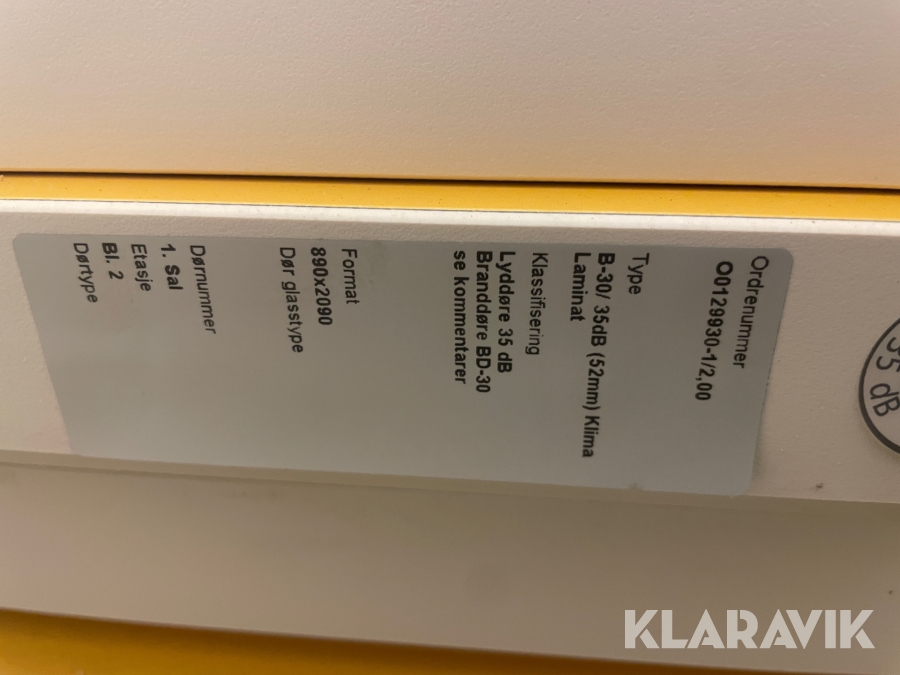 Ordrenummer
O0129930-1/2,00
Type
B-30/ 35dB (52mm) Klima
Laminat
Klassifisering
Lyddøre 35 dB
Branddøre BD-30
se kommentarer
Format
890x2090
Dør glasstype
Dørnummer
1. Sal
Etasje
Bl. 2
Dørtype
35 dB
KLARAVIK